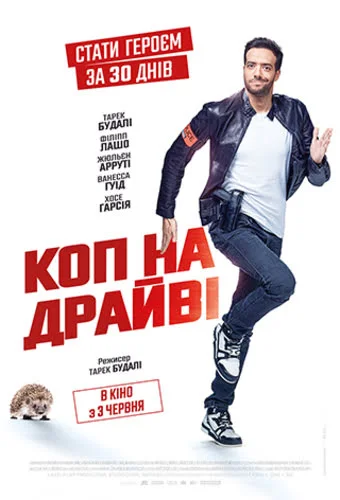 СТАТИ ГЕРОЄМ
ЗА 30 ДНІВ
ТАРЕК
БУДАЛІ
ФІЛІПП
ЛАШО
ЖЮЛЬЄН
АРРУТІ
ВАНЕССА
ГУІД
ХОСЕ
ГАРСІЯ
КОП НА
ДРАЙВІ
Режисер
ТАРЕК БУДАЛІ
В КІНО
з 3 ЧЕРВНЯ